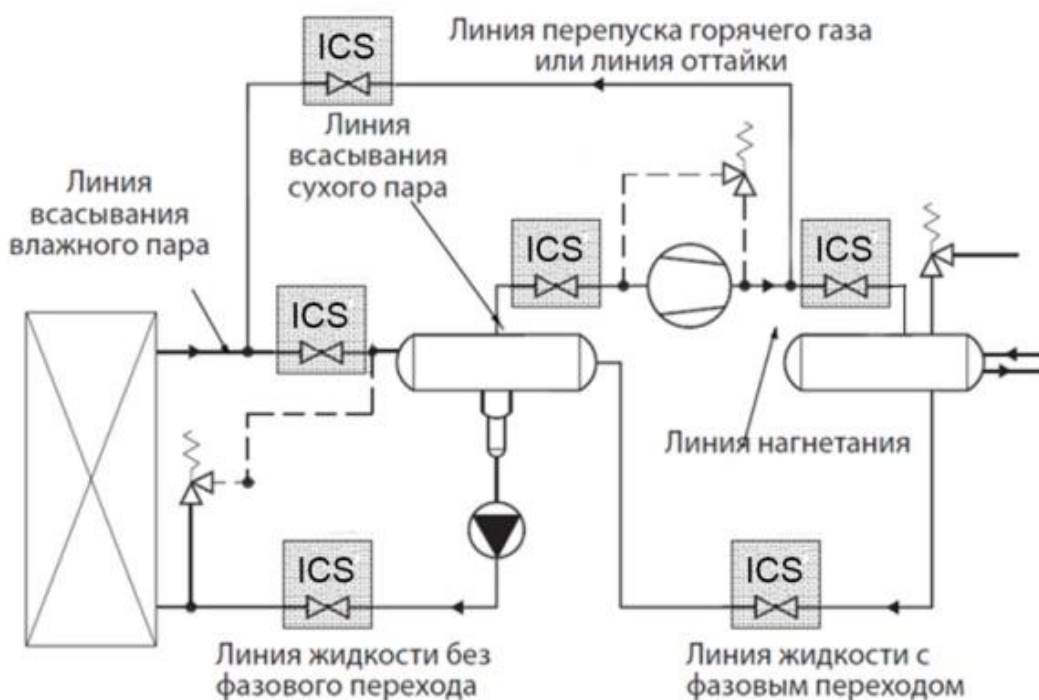 ICS
Линия перепуска горячего газа
или линия оттайки
Линия
всасывания
сухого пара
Линия
всасывания
влажного пара
ICS
ICS
ICS
Линия нагнетания
ICS
ICS
Линия жидкости без
фазового перехода
Линия жидкости с
фазовым переходом